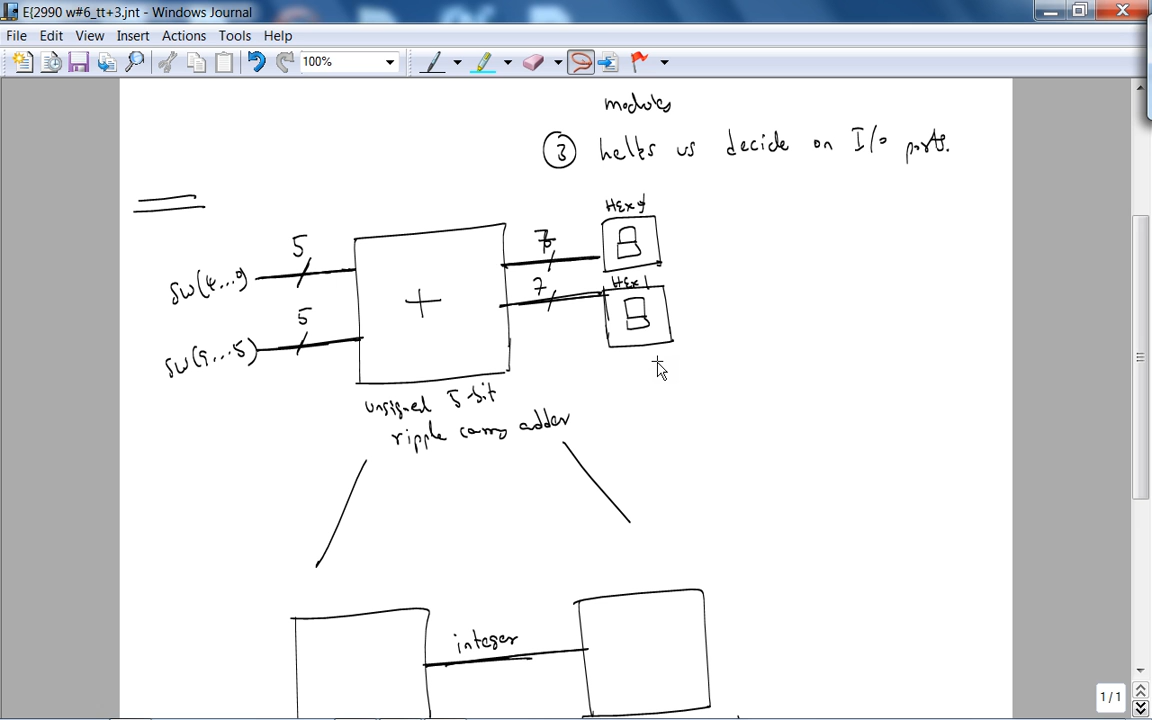 E{2990 w#6_tt+3.jnt - Windows Journal
File Edit View Insert Actions Tools Help
100%
modules
③ helps us decide on I/o ports.
HEX0
5
7
8
SW(4...0)
HEX1
7
+
8
5
SW(9...5)
unsigned 5-bit
ripple carry adder
integer
1/1